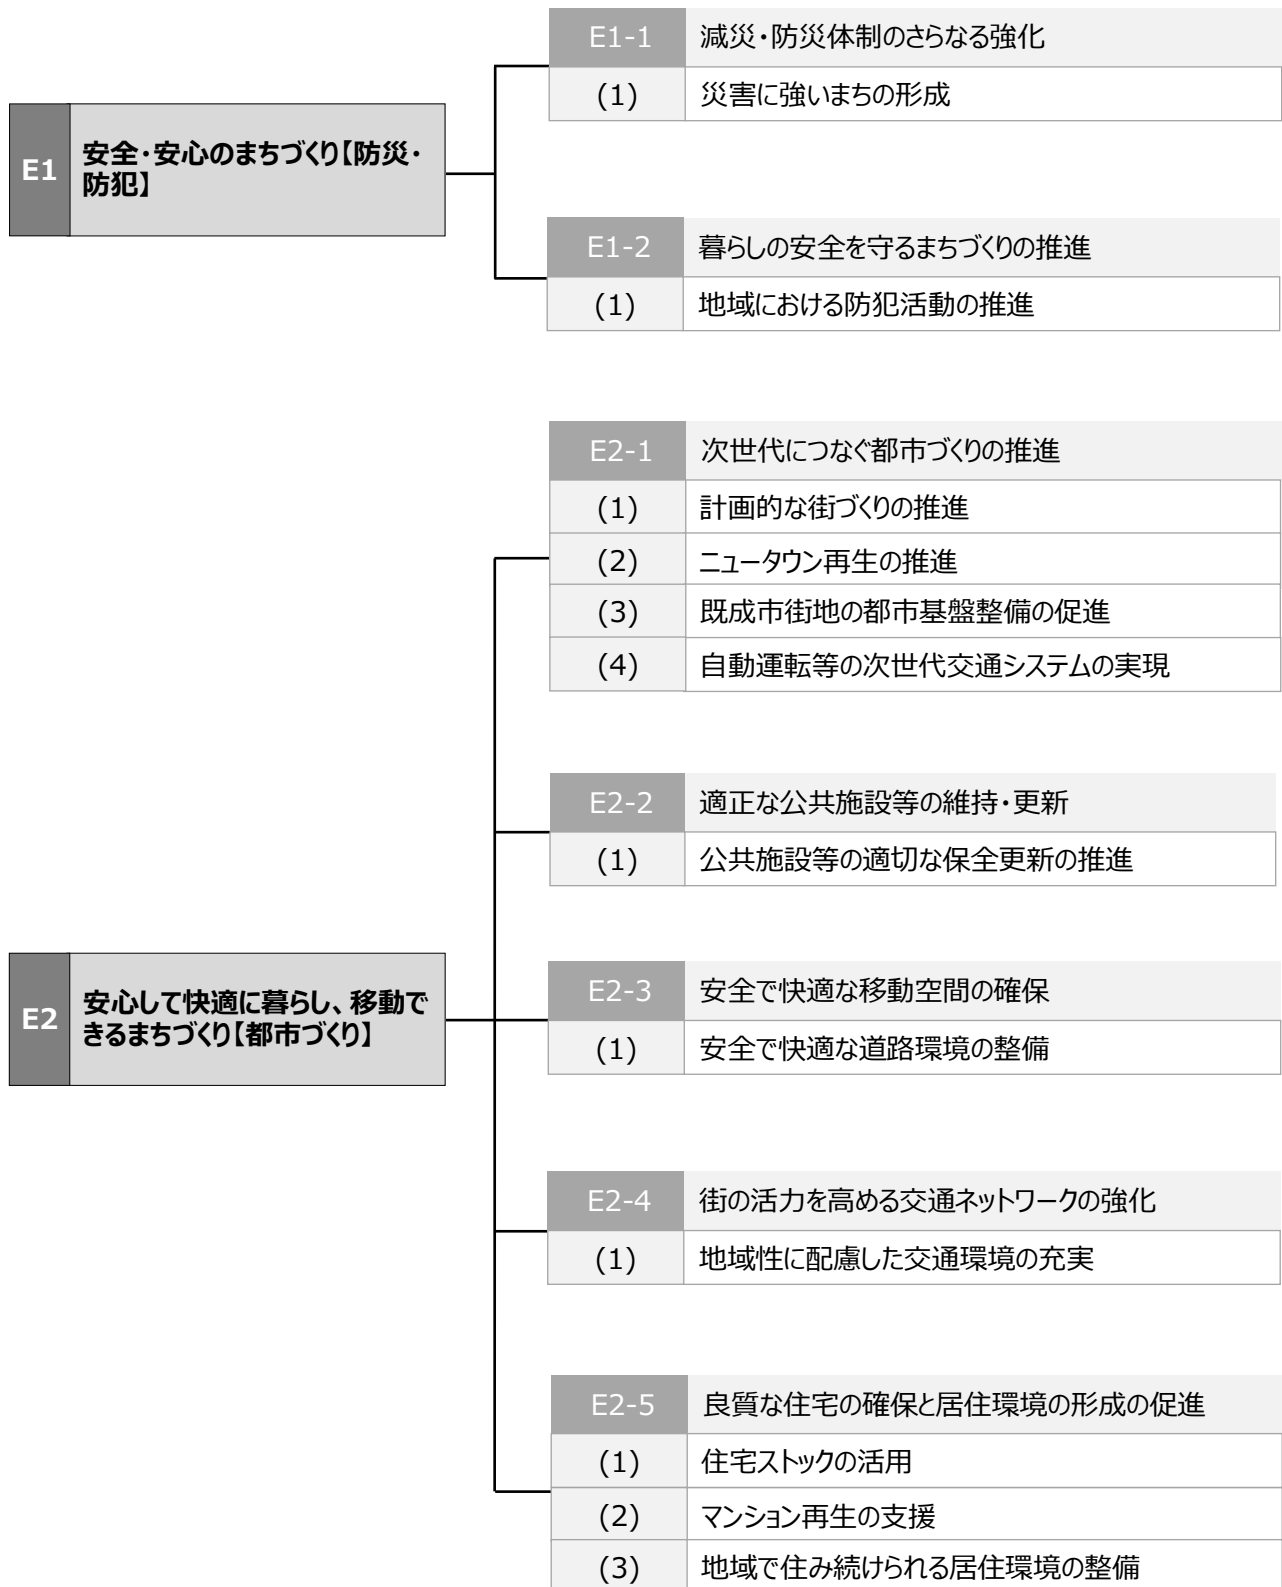 E1-1 減災・防災体制のさらなる強化
(1) 災害に強いまちの形成
E1 安全・安心のまちづくり【防災・
防犯】
E1-2 暮らしの安全を守るまちづくりの推進
(1) 地域における防犯活動の推進
E2-1 次世代につなぐ都市づくりの推進
(1) 計画的な街づくりの推進
(2) ニュータウン再生の推進
(3) 既成市街地の都市基盤整備の促進
(4) 自動運転等の次世代交通システムの実現
E2-2 適正な公共施設等の維持・更新
(1) 公共施設等の適切な保全更新の推進
E2 安心して快適に暮らし、移動で
きるまちづくり【都市づくり】
E2-3 安全で快適な移動空間の確保
(1) 安全で快適な道路環境の整備
E2-4 街の活力を高める交通ネットワークの強化
(1) 地域性に配慮した交通環境の充実
E2-5 良質な住宅の確保と居住環境の形成の促進
(1) 住宅ストックの活用
(2) マンション再生の支援
(3) 地域で住み続けられる居住環境の整備